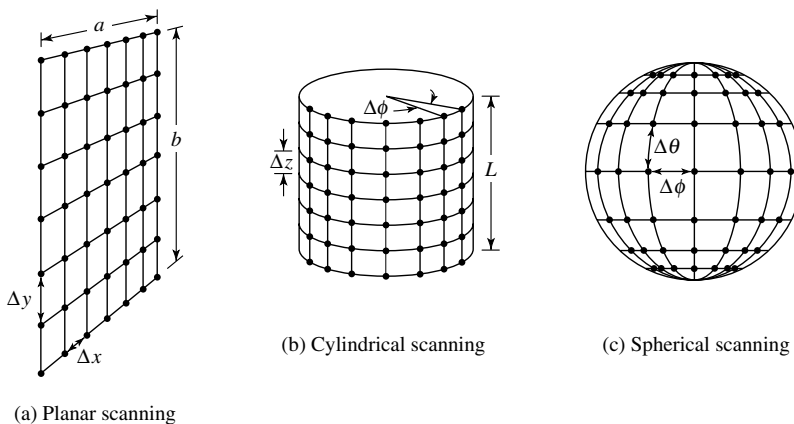 a
b
Δy
Δx
(a) Planar scanning
Δϕ
Δz
L
(b) Cylindrical scanning
Δθ
Δϕ
(c) Spherical scanning